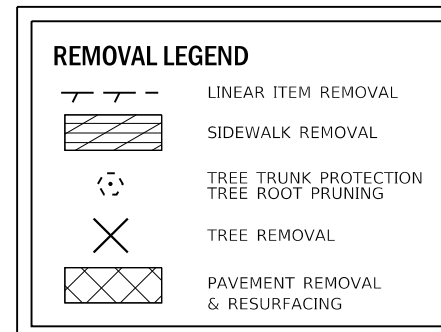 REMOVAL LEGEND
LINEAR ITEM REMOVAL
SIDEWALK REMOVAL
TREE TRUNK PROTECTION
TREE ROOT PRUNING
TREE REMOVAL
PAVEMENT REMOVAL
& RESURFACING